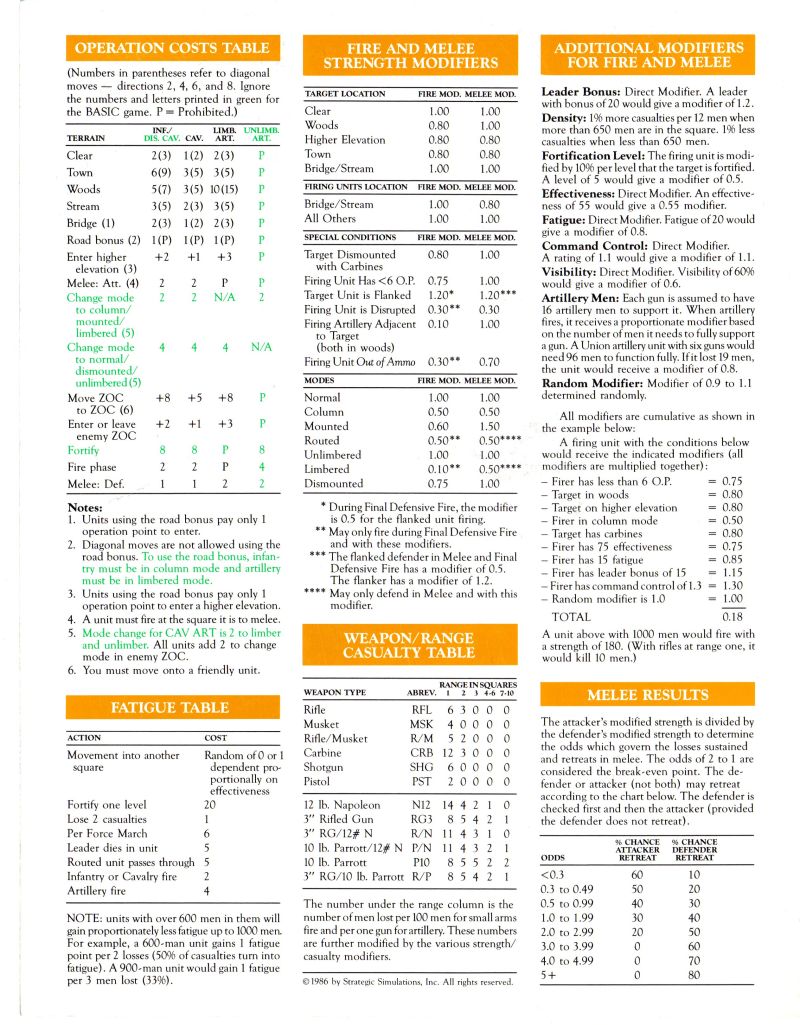 OPERATION COSTS TABLE
(Numbers in parentheses refer to diagonal
moves — directions 2, 4, 6, and 8. Ignore
the numbers and letters printed in green for
the BASIC game. P = Prohibited.)
INF./ LIMB. UNLIMB.
TERRAIN DIS. CAV. CAV. ART. ART.
Clear 2(3) 1(2) 2(3) P
Town 6(9) 3(5) 3(5) P
Woods 5(7) 3(5) 10(15) P
Stream 3(5) 2(3) 3(5) P
Bridge (1) 2(3) 1(2) 2(3) P
Road bonus (2) 1(P) 1(P) 1(P) P
Enter higher +2 +1 +3 P
elevation (3)
Melee: Att. (4) 2 2 P P
Change mode 2 2 N/A 2
to column/
mounted/
limbered (5)
Change mode 4 4 4 N/A
to normal/
dismounted/
unlimbered(5)
Move ZOC +8 +5 +8 P
to ZOC (6)
Enter or leave +2 +1 +3 P
enemy ZOC
Fortify 8 8 P 8
Fire phase 2 2 P 4
Melee: Def. 1 1 2 2
Notes:
1. Units using the road bonus pay only 1
operation point to enter.
2. Diagonal moves are not allowed using the
road bonus. To use the road bonus, infan-
try must be in column mode and artillery
must be in limbered mode.
3. Units using the road bonus pay only 1
operation point to enter a higher elevation.
4. A unit must fire at the square it is to melee.
5. Mode change for CAV ART is 2 to limber
and unlimber. All units add 2 to change
mode in enemy ZOC.
6. You must move onto a friendly unit.
FATIGUE TABLE
ACTION COST
Movement into another Random of 0 or 1
square dependent pro-
portionally on
effectiveness
Fortify one level 20
Lose 2 casualties 1
Per Force March 6
Leader dies in unit 5
Routed unit passes through 5
Infantry or Cavalry fire 2
Artillery fire 4
NOTE: units with over 600 men in them will
gain proportionately less fatigue up to 1000 men.
For example, a 600-man unit gains 1 fatigue
point per 2 losses (50% of casualties turn into
fatigue). A 900-man unit would gain 1 fatigue
per 3 men lost (33%).
FIRE AND MELEE
STRENGTH MODIFIERS
TARGET LOCATION FIRE MOD. MELEE MOD.
Clear 1.00 1.00
Woods 0.80 1.00
Higher Elevation 0.80 0.80
Town 0.80 0.80
Bridge/Stream 1.00 1.00
FIRING UNITS LOCATION FIRE MOD. MELEE MOD.
Bridge/Stream 1.00 0.80
All Others 1.00 1.00
SPECIAL CONDITIONS FIRE MOD. MELEE MOD.
Target Dismounted 0.80 1.00
with Carbines
Firing Unit Has <6 O.P. 0.75 1.00
Target Unit is Flanked 1.20* 1.20***
Firing Unit is Disrupted 0.30** 0.30
Firing Artillery Adjacent 0.10 1.00
to Target
(both in woods)
Firing Unit Out of Ammo 0.30** 0.70
MODES FIRE MOD. MELEE MOD.
Normal 1.00 1.00
Column 0.50 0.50
Mounted 0.60 1.50
Routed 0.50** 0.50****
Unlimbered 1.00 1.00
Limbered 0.10** 0.50****
Dismounted 0.75 1.00
* During Final Defensive Fire, the modifier
is 0.5 for the flanked unit firing.
** May only fire during Final Defensive Fire
and with these modifiers.
*** The flanked defender in Melee and Final
Defensive Fire has a modifier of 0.5.
The flanker has a modifier of 1.2.
**** May only defend in Melee and with this
modifier.
WEAPON/RANGE
CASUALTY TABLE
RANGE IN SQUARES
WEAPON TYPE ABREV. 1 2 3 4-6 7-10
Rifle RFL 6 3 0 0 0
Musket MSK 4 0 0 0 0
Rifle/Musket R/M 5 2 0 0 0
Carbine CRB 12 3 0 0 0
Shotgun SHG 6 0 0 0 0
Pistol PST 2 0 0 0 0
12 lb. Napoleon N12 14 4 2 1 0
3" Rifled Gun RG3 8 5 4 2 1
3" RG/12# N R/N 11 4 3 1 0
10 lb. Parrott/12# N P/N 11 4 3 2 1
10 lb. Parrott P10 8 5 5 2 2
3" RG/10 lb. Parrott R/P 8 5 4 2 1
The number under the range column is the
number of men lost per 100 men for small arms
fire and per one gun for artillery. These numbers
are further modified by the various strength/
casualty modifiers.
©1986 by Strategic Simulations, Inc. All rights reserved.
ADDITIONAL MODIFIERS
FOR FIRE AND MELEE
Leader Bonus: Direct Modifier. A leader
with bonus of 20 would give a modifier of 1.2.
Density: 1% more casualties per 12 men when
more than 650 men are in the square. 1% less
casualties when less than 650 men.
Fortification Level: The firing unit is modi-
fied by 10% per level that the target is fortified.
A level of 5 would give a modifier of 0.5.
Effectiveness: Direct Modifier. An effective-
ness of 55 would give a 0.55 modifier.
Fatigue: Direct Modifier. Fatigue of 20 would
give a modifier of 0.8.
Command Control: Direct Modifier.
A rating of 1.1 would give a modifier of 1.1.
Visibility: Direct Modifier. Visibility of 60%
would give a modifier of 0.6.
Artillery Men: Each gun is assumed to have
16 artillery men to support it. When artillery
fires, it receives a proportionate modifier based
on the number of men it needs to fully support
a gun. A Union artillery unit with six guns would
need 96 men to function fully. If it lost 19 men,
the unit would receive a modifier of 0.8.
Random Modifier: Modifier of 0.9 to 1.1
determined randomly.
All modifiers are cumulative as shown in
the example below:
A firing unit with the conditions below
would receive the indicated modifiers (all
modifiers are multiplied together):
– Firer has less than 6 O.P. = 0.75
– Target in woods = 0.80
– Target on higher elevation = 0.80
– Firer in column mode = 0.50
– Target has carbines = 0.80
– Firer has 75 effectiveness = 0.75
– Firer has 15 fatigue = 0.85
– Firer has leader bonus of 15 = 1.15
– Firer has command control of 1.3 = 1.30
– Random modifier is 1.0 = 1.00
TOTAL 0.18
A unit above with 1000 men would fire with
a strength of 180. (With rifles at range one, it
would kill 10 men.)
MELEE RESULTS
The attacker's modified strength is divided by
the defender's modified strength to determine
the odds which govern the losses sustained
and retreats in melee. The odds of 2 to 1 are
considered the break-even point. The de-
fender or attacker (not both) may retreat
according to the chart below. The defender is
checked first and then the attacker (provided
the defender does not retreat).
% CHANCE % CHANCE
ATTACKER DEFENDER
ODDS RETREAT RETREAT
<0.3 60 10
0.3 to 0.49 50 20
0.5 to 0.99 40 30
1.0 to 1.99 30 40
2.0 to 2.99 20 50
3.0 to 3.99 0 60
4.0 to 4.99 0 70
5+ 0 80